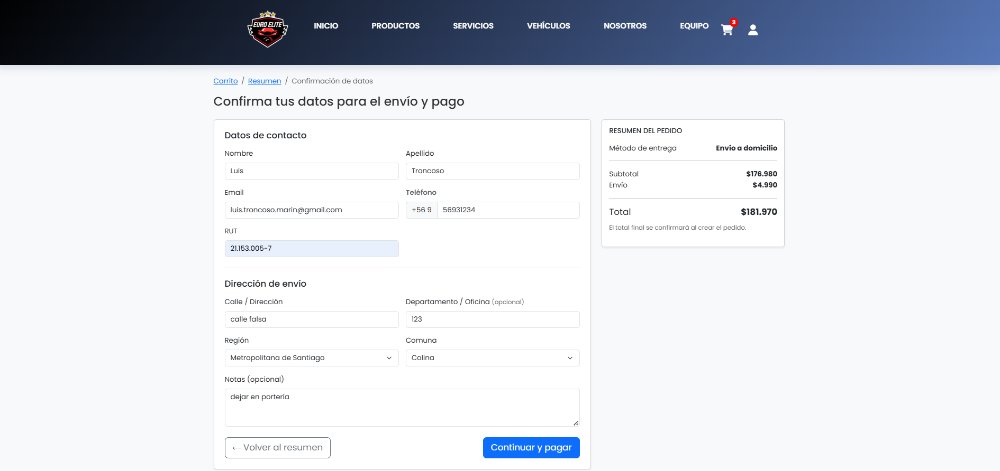 EURO ELITE
INICIO PRODUCTOS SERVICIOS VEHÍCULOS NOSOTROS EQUIPO 3
Carrito / Resumen / Confirmación de datos
Confirma tus datos para el envío y pago
Datos de contacto
Nombre Apellido
Luis Troncoso
Email Teléfono
luis.troncoso.marin@gmail.com +56 9 56931234
RUT
21.153.005-7
Dirección de envío
Calle / Dirección Departamento / Oficina (opcional)
calle falsa 123
Región Comuna
Metropolitana de Santiago Colina
Notas (opcional)
dejar en portería
← Volver al resumen Continuar y pagar
RESUMEN DEL PEDIDO
Método de entrega Envío a domicilio
Subtotal $176.980
Envío $4.990
Total $181.970
El total final se confirmará al crear el pedido.